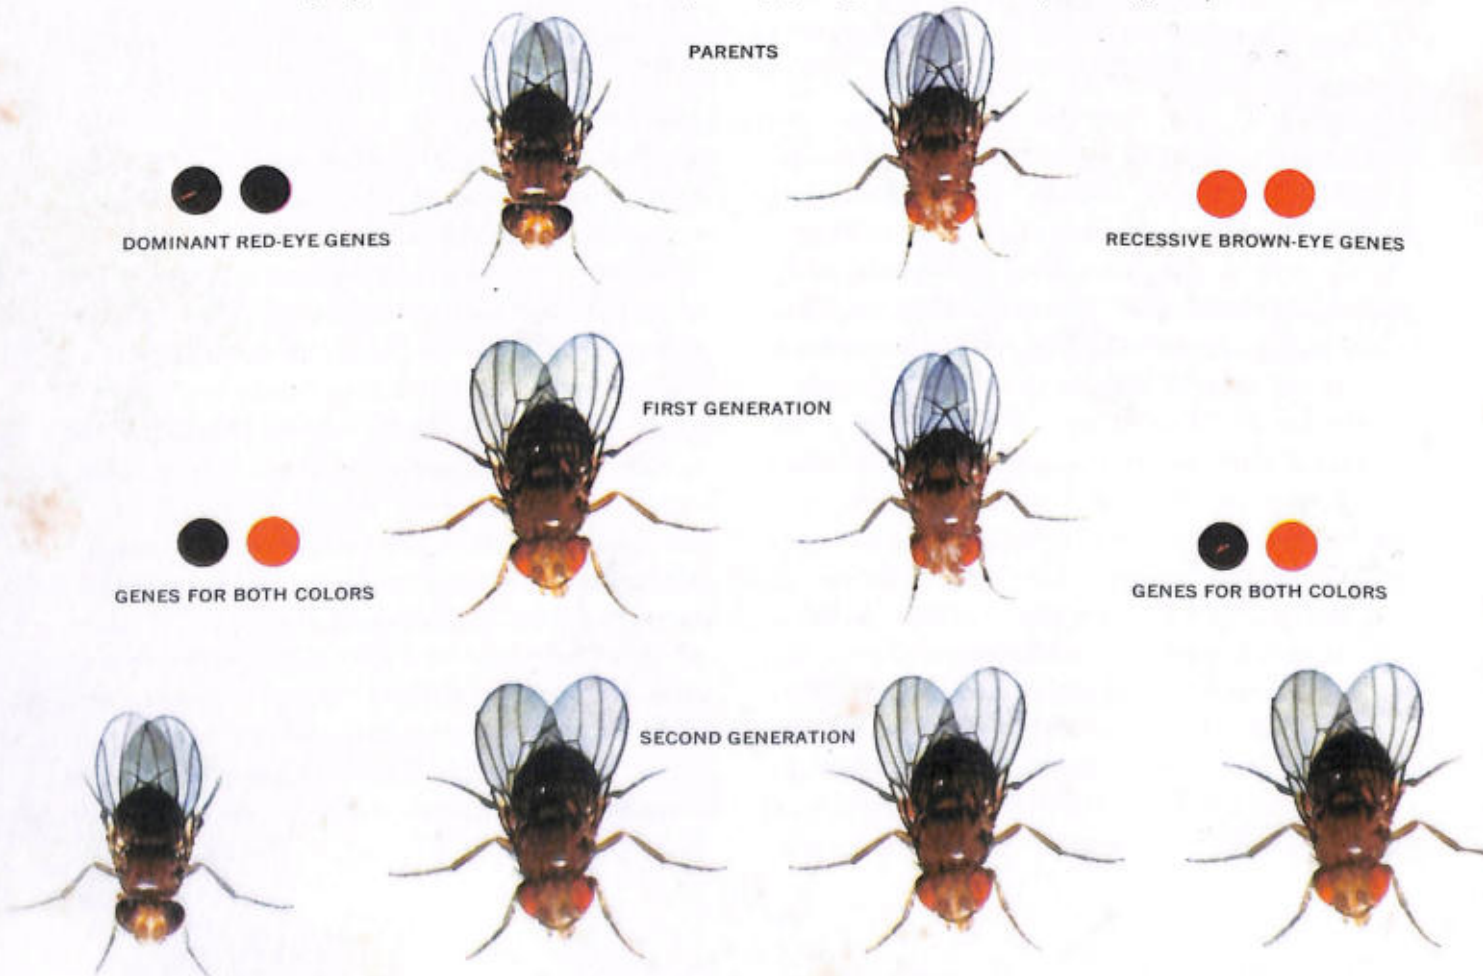 PARENTS
DOMINANT RED-EYE GENES
RECESSIVE BROWN-EYE GENES
FIRST GENERATION
GENES FOR BOTH COLORS
GENES FOR BOTH COLORS
SECOND GENERATION